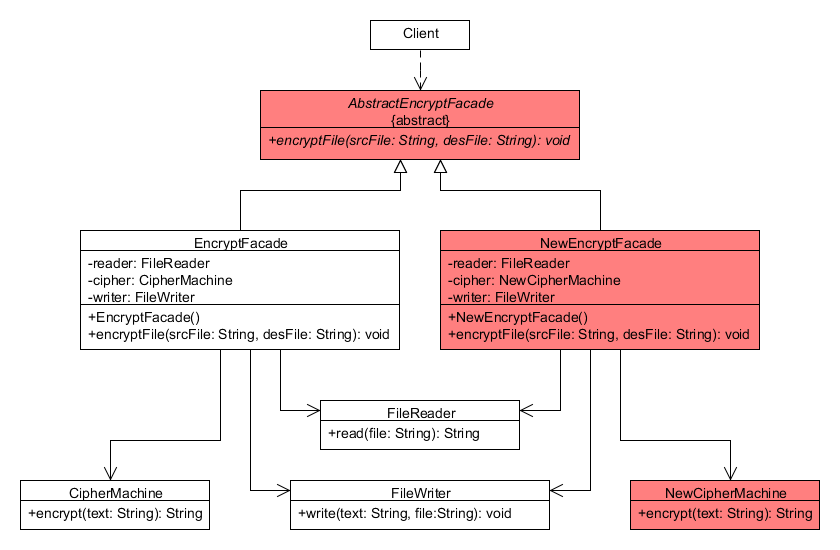 Client
AbstractEncryptFacade
{abstract}
+encryptFile(srcFile: String, desFile: String): void
EncryptFacade
-reader: FileReader
-cipher: CipherMachine
-writer: FileWriter
+EncryptFacade()
+encryptFile(srcFile: String, desFile: String): void
NewEncryptFacade
-reader: FileReader
-cipher: NewCipherMachine
-writer: FileWriter
+NewEncryptFacade()
+encryptFile(srcFile: String, desFile: String): void
FileReader
+read(file: String): String
CipherMachine
+encrypt(text: String): String
FileWriter
+write(text: String, file:String): void
NewCipherMachine
+encrypt(text: String): String